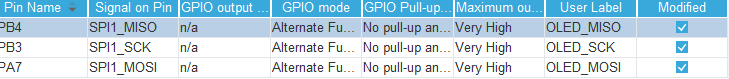 Pin Name Signal on Pin GPIO output ... GPIO mode GPIO Pull-up... Maximum ou... User Label Modified
PB4 SPI1_MISO n/a Alternate Fu... No pull-up an... Very High OLED_MISO
PB3 SPI1_SCK n/a Alternate Fu... No pull-up an... Very High OLED_SCK
PA7 SPI1_MOSI n/a Alternate Fu... No pull-up an... Very High OLED_MOSI